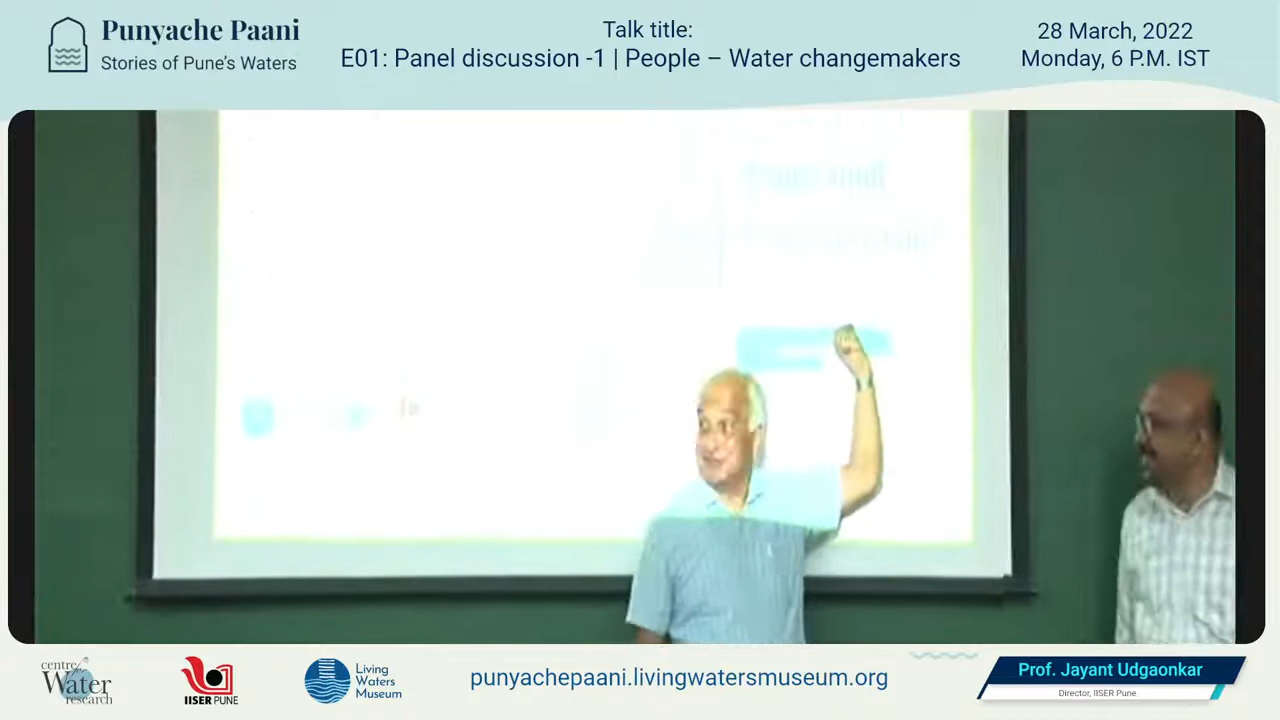 Punyache Paani
Stories of Pune's Waters
Talk title:
E01: Panel discussion -1 | People – Water changemakers
28 March, 2022
Monday, 6 P.M. IST
centre
for
Water
research
IISER PUNE
Living
Waters
Museum
punyachepaani.livingwatersmuseum.org
Prof. Jayant Udgaonkar
Director, IISER Pune